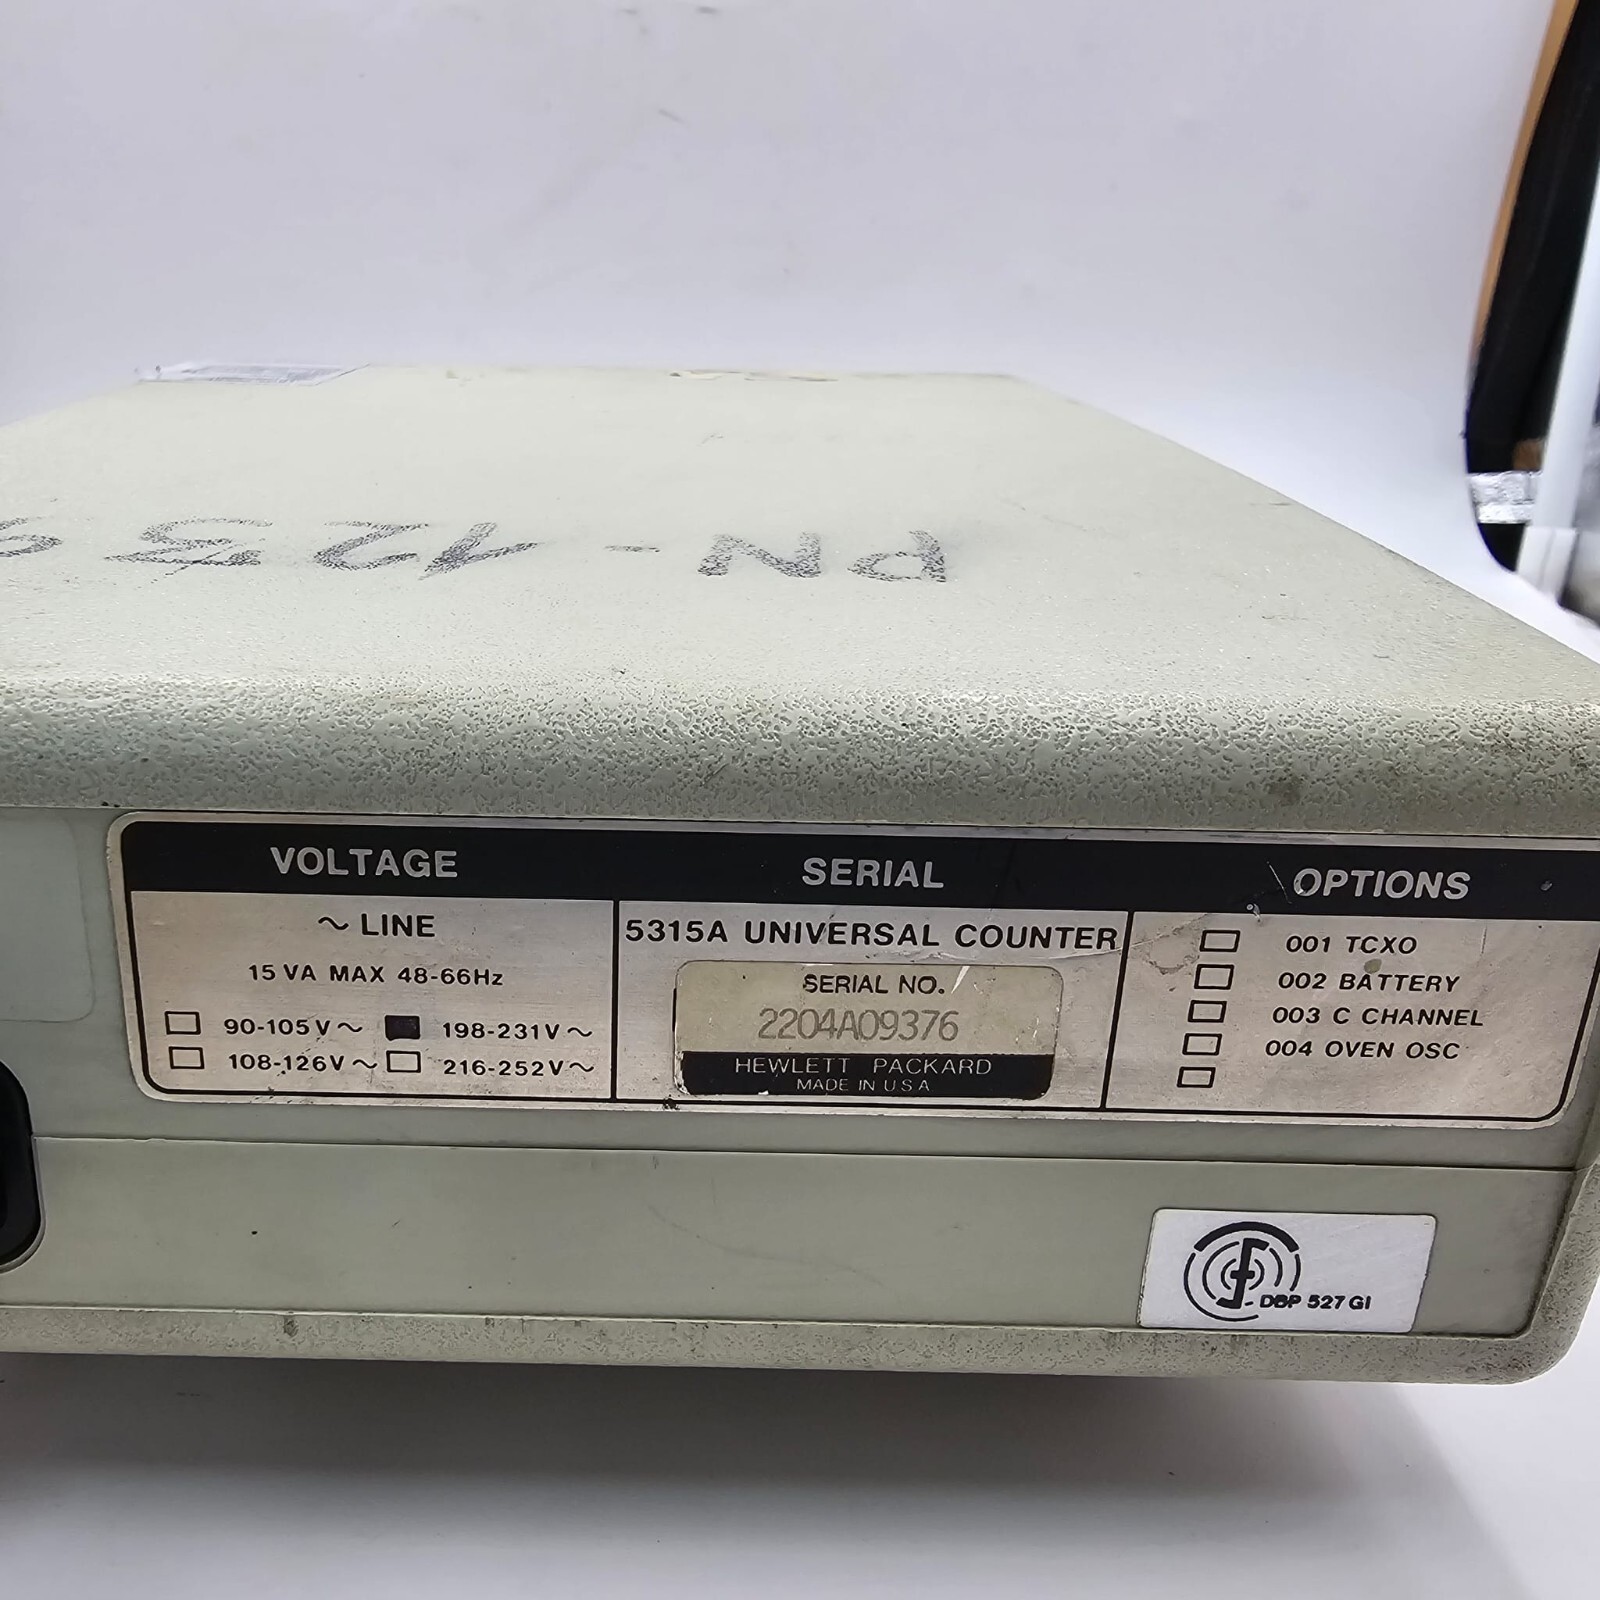 PN-125
VOLTAGE
~ LINE
15 VA MAX 48-66Hz
90-105V~ 198-231V~
108-126V~ 216-252V~
SERIAL
5315A UNIVERSAL COUNTER
SERIAL NO.
2204A09376
HEWLETT PACKARD
MADE IN U.S.A
OPTIONS
001 TCXO
002 BATTERY
003 C CHANNEL
004 OVEN OSC
DBP 527 GI